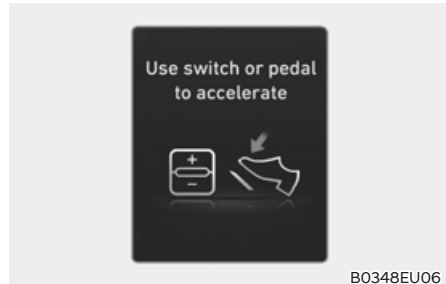 Use switch or pedal
to accelerate
+
−
B0348EU06